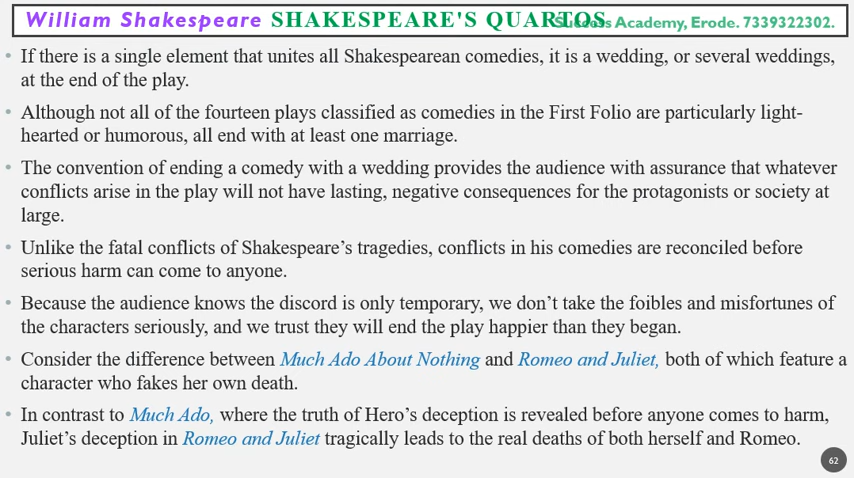 William Shakespeare SHAKESPEARE'S QUARTOS Success Academy, Erode. 7339322302.
• If there is a single element that unites all Shakespearean comedies, it is a wedding, or several weddings,
at the end of the play.
• Although not all of the fourteen plays classified as comedies in the First Folio are particularly light-
hearted or humorous, all end with at least one marriage.
• The convention of ending a comedy with a wedding provides the audience with assurance that whatever
conflicts arise in the play will not have lasting, negative consequences for the protagonists or society at
large.
• Unlike the fatal conflicts of Shakespeare’s tragedies, conflicts in his comedies are reconciled before
serious harm can come to anyone.
• Because the audience knows the discord is only temporary, we don’t take the foibles and misfortunes of
the characters seriously, and we trust they will end the play happier than they began.
• Consider the difference between Much Ado About Nothing and Romeo and Juliet, both of which feature a
character who fakes her own death.
• In contrast to Much Ado, where the truth of Hero’s deception is revealed before anyone comes to harm,
Juliet’s deception in Romeo and Juliet tragically leads to the real deaths of both herself and Romeo.
62